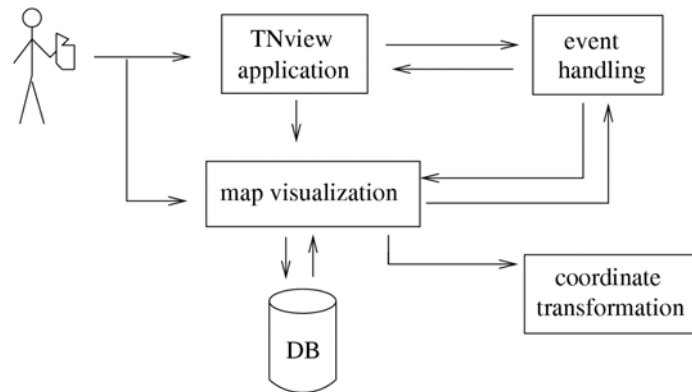 TNview
application
event
handling
map visualization
coordinate
transformation
DB